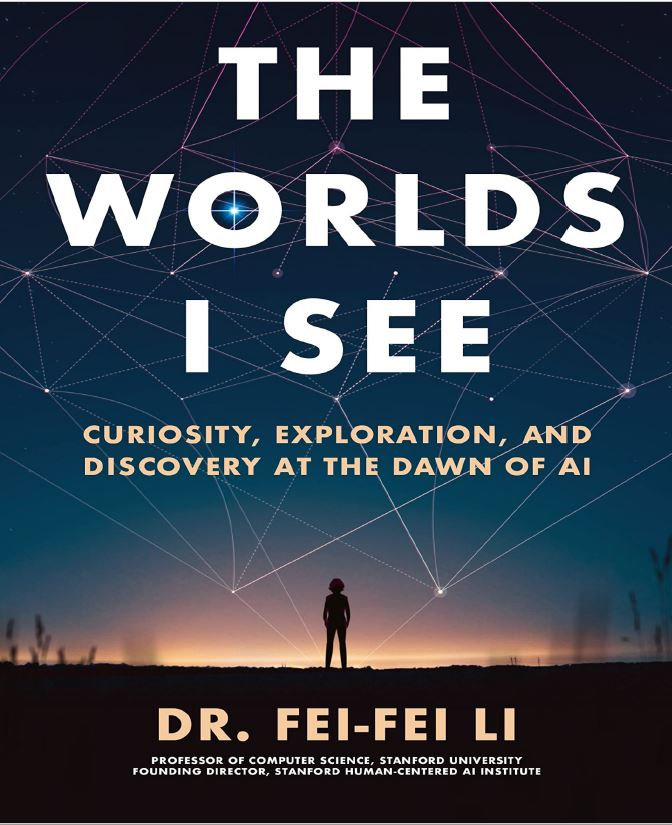 THE
WORLDS
I SEE
CURIOSITY, EXPLORATION, AND
DISCOVERY AT THE DAWN OF AI
DR. FEI-FEI LI
PROFESSOR OF COMPUTER SCIENCE, STANFORD UNIVERSITY
FOUNDING DIRECTOR, STANFORD HUMAN-CENTERED AI INSTITUTE